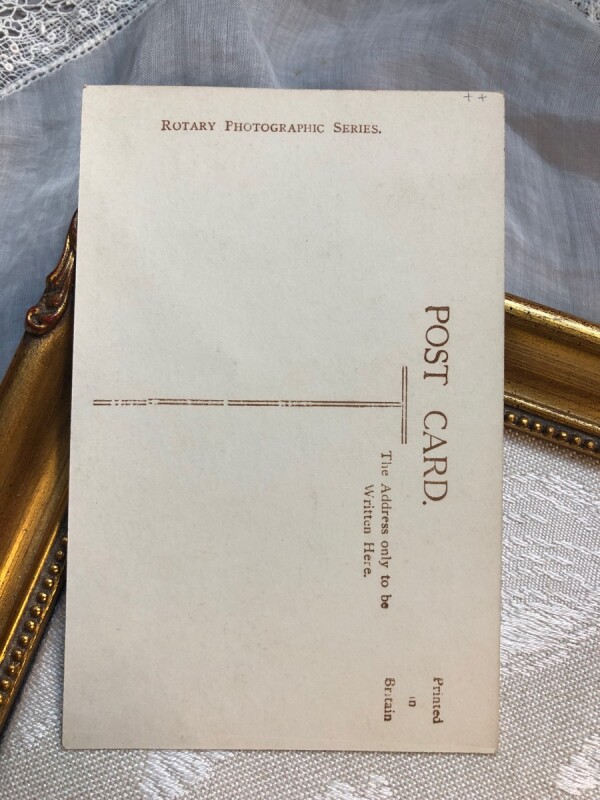 ROTARY PHOTOGRAPHIC SERIES.
POST CARD.
The Address only to be
Written Here.
Printed
in
Britain
++